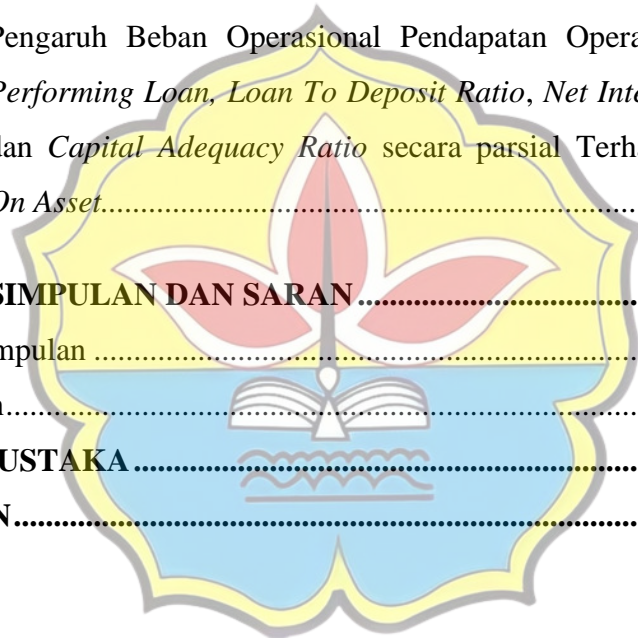 Pengaruh Beban Operasional Pendapatan Opera
Performing Loan, Loan To Deposit Ratio, Net Inte
dan Capital Adequacy Ratio secara parsial Terha
On Asset.....................................................................
SIMPULAN DAN SARAN ....................................
mpulan .......................................................................
n..................................................................................
USTAKA ................................................................
N................................................................................